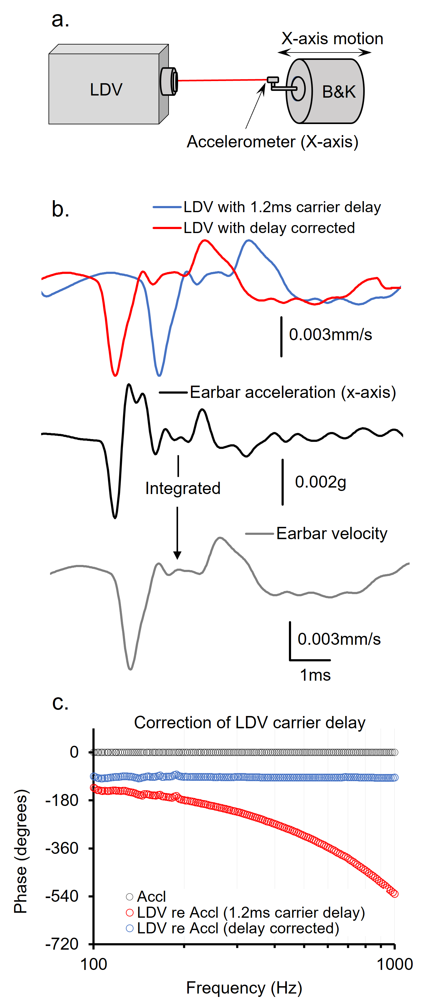 a.
X-axis motion
LDV
B&K
Accelerometer (X-axis)
b.
LDV with 1.2ms carrier delay
LDV with delay corrected
0.003mm/s
Earbar acceleration (x-axis)
0.002g
Integrated
Earbar velocity
0.003mm/s
1ms
c.
Correction of LDV carrier delay
Phase (degrees)
0
-180
-360
-540
-720
Accl
LDV re Accl (1.2ms carrier delay)
LDV re Accl (delay corrected)
100
1000
Frequency (Hz)